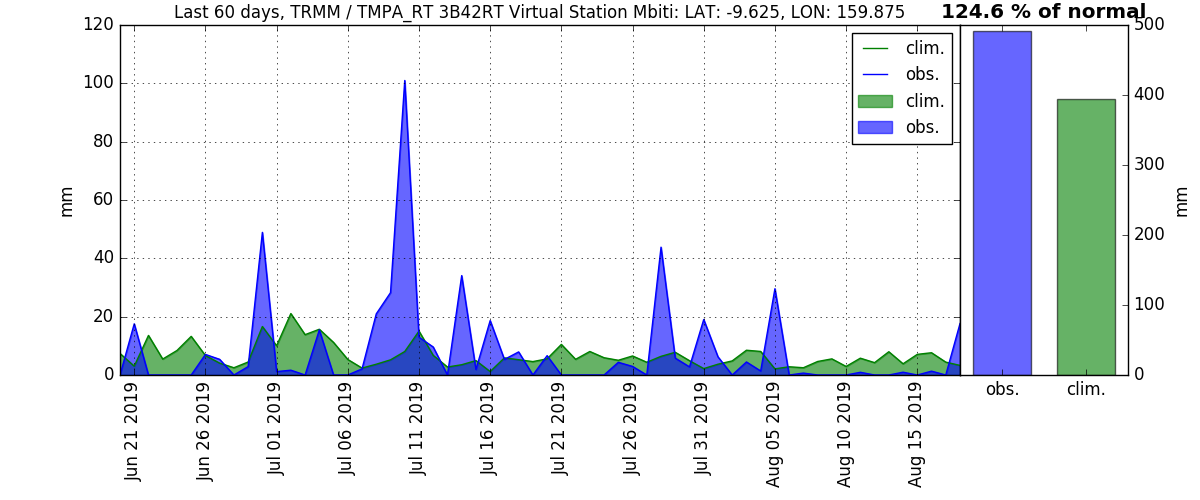 Last 60 days, TRMM / TMPA_RT 3B42RT Virtual Station Mbiti: LAT: -9.625, LON: 159.875
124.6 % of normal
120
100
80
60
40
20
0
mm
clim.
obs.
clim.
obs.
Jun 21 2019
Jun 26 2019
Jul 01 2019
Jul 06 2019
Jul 11 2019
Jul 16 2019
Jul 21 2019
Jul 26 2019
Jul 31 2019
Aug 05 2019
Aug 10 2019
Aug 15 2019
500
400
300
200
100
0
mm
obs.
clim.